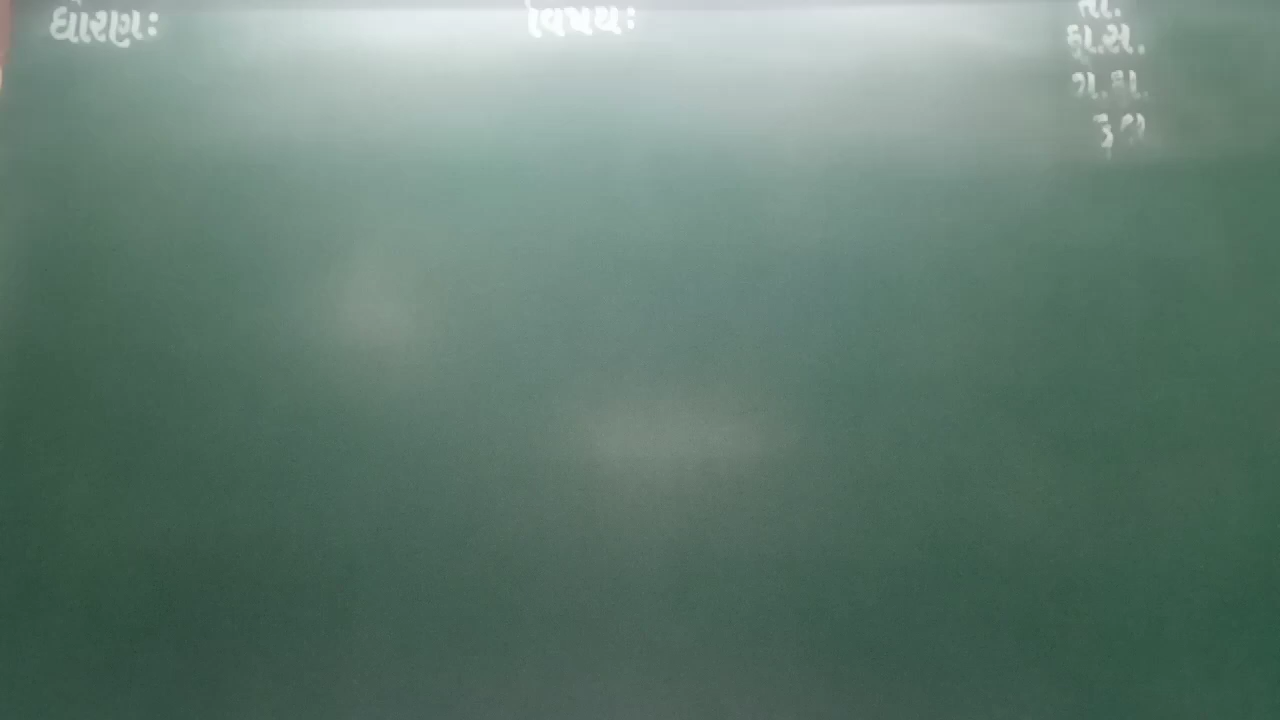 ધોરણઃ
વિષયઃ
તા.
કા.સ.
ગ.હા.
કુલ